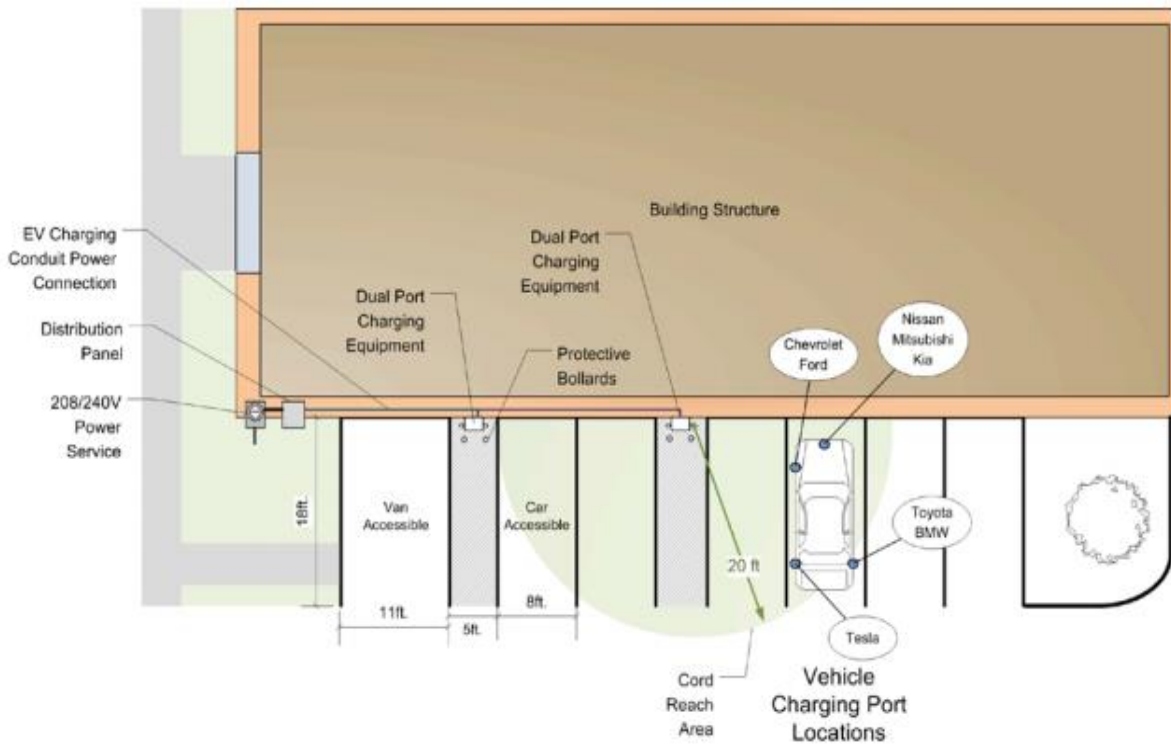 Building Structure
EV Charging
Conduit Power
Connection
Dual Port
Charging
Equipment
Dual Port
Charging
Equipment
Nissan
Mitsubishi
Kia
Chevrolet
Ford
Distribution
Panel
Protective
Bollards
208/240V
Power
Service
18ft.
Van
Accessible
Car
Accessible
Toyota
BMW
20 ft
11ft.
5ft.
8ft.
Tesla
Cord
Reach
Area
Vehicle
Charging Port
Locations